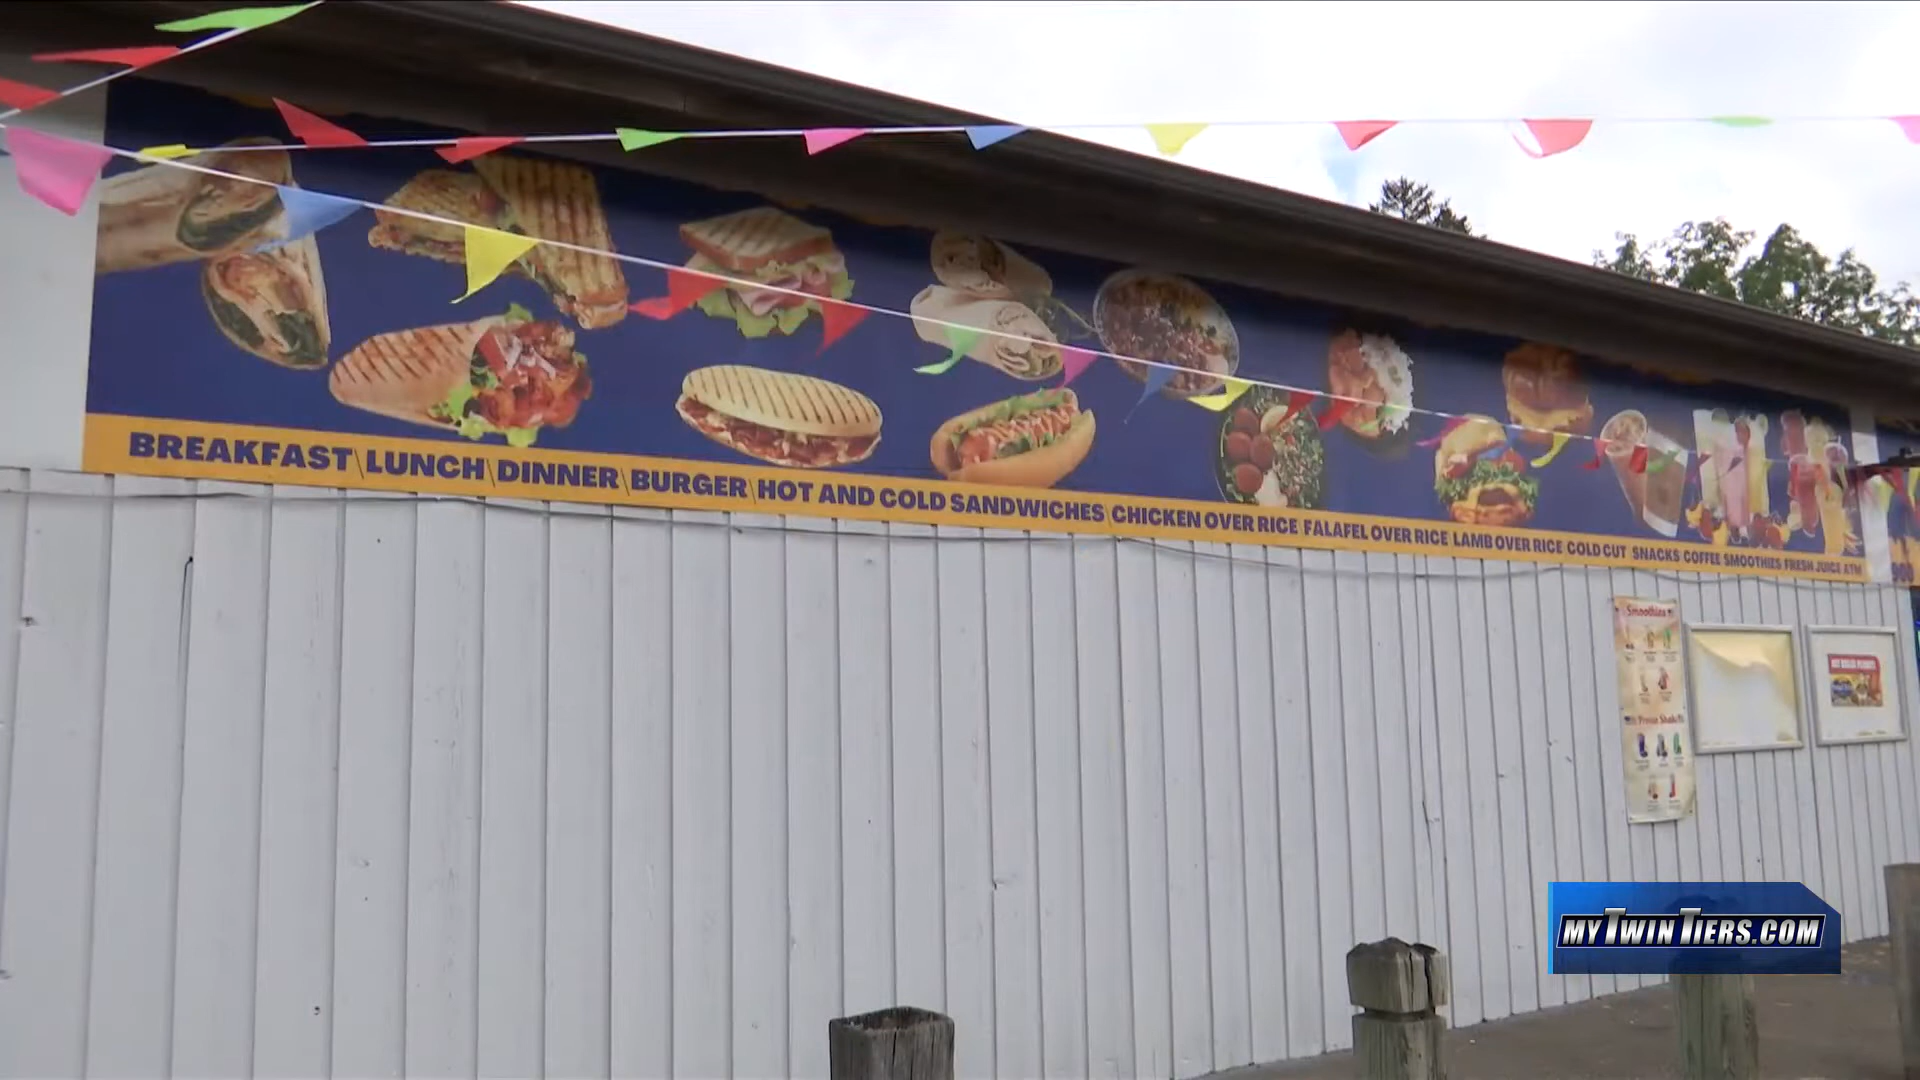 BREAKFAST\LUNCH\DINNER\BURGER\HOT AND COLD SANDWICHES\CHICKEN OVER RICE FALAFEL OVER RICE LAMB OVER RICE COLD CUT SNACKS COFFEE SMOOTHIES FRESH JUICE ATM
Smoothies
MYTWINTIERS.COM